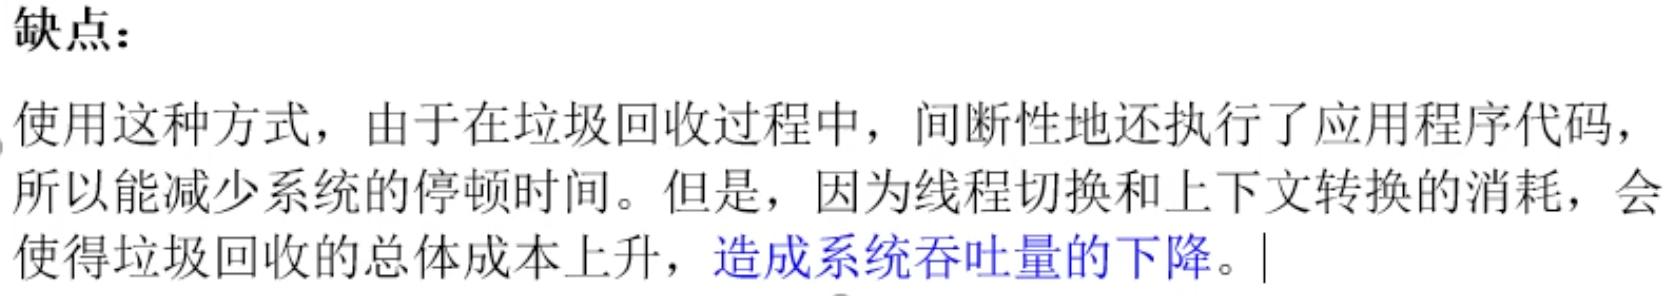 缺点：
使用这种方式，由于在垃圾回收过程中，间断性地还执行了应用程序代码，
所以能减少系统的停顿时间。但是，因为线程切换和上下文转换的消耗，会
使得垃圾回收的总体成本上升，造成系统吞吐量的下降。